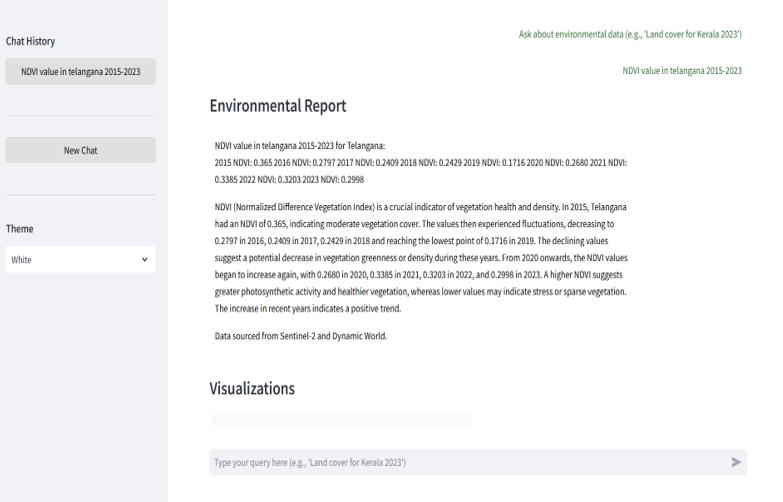 Chat History
NDVI value in telangana 2015-2023
New Chat
Theme
White
Ask about environmental data (e.g., 'Land cover for Kerala 2023')
NDVI value in telangana 2015-2023
Environmental Report
NDVI value in telangana 2015-2023 for Telangana:
2015 NDVI: 0.365 2016 NDVI: 0.2797 2017 NDVI: 0.2409 2018 NDVI: 0.2429 2019 NDVI: 0.1716 2020 NDVI: 0.2680 2021 NDVI:
0.3385 2022 NDVI: 0.3203 2023 NDVI: 0.2998
NDVI (Normalized Difference Vegetation Index) is a crucial indicator of vegetation health and density. In 2015, Telangana
had an NDVI of 0.365, indicating moderate vegetation cover. The values then experienced fluctuations, decreasing to
0.2797 in 2016, 0.2409 in 2017, 0.2429 in 2018 and reaching the lowest point of 0.1716 in 2019. The declining values
suggest a potential decrease in vegetation greenness or density during these years. From 2020 onwards, the NDVI values
began to increase again, with 0.2680 in 2020, 0.3385 in 2021, 0.3203 in 2022, and 0.2998 in 2023. A higher NDVI suggests
greater photosynthetic activity and healthier vegetation, whereas lower values may indicate stress or sparse vegetation.
The increase in recent years indicates a positive trend.
Data sourced from Sentinel-2 and Dynamic World.
Visualizations
Type your query here (e.g., 'Land cover for Kerala 2023')